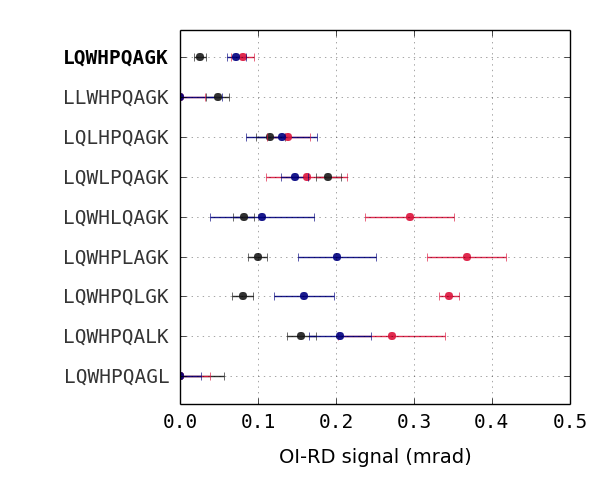 LQWHPQAGK
LLWHPQAGK
LQLHPQAGK
LQWLPQAGK
LQWHLQAGK
LQWHPLAGK
LQWHPQLGK
LQWHPQALK
LQWHPQAGL
0.0 0.1 0.2 0.3 0.4 0.5
OI-RD signal (mrad)